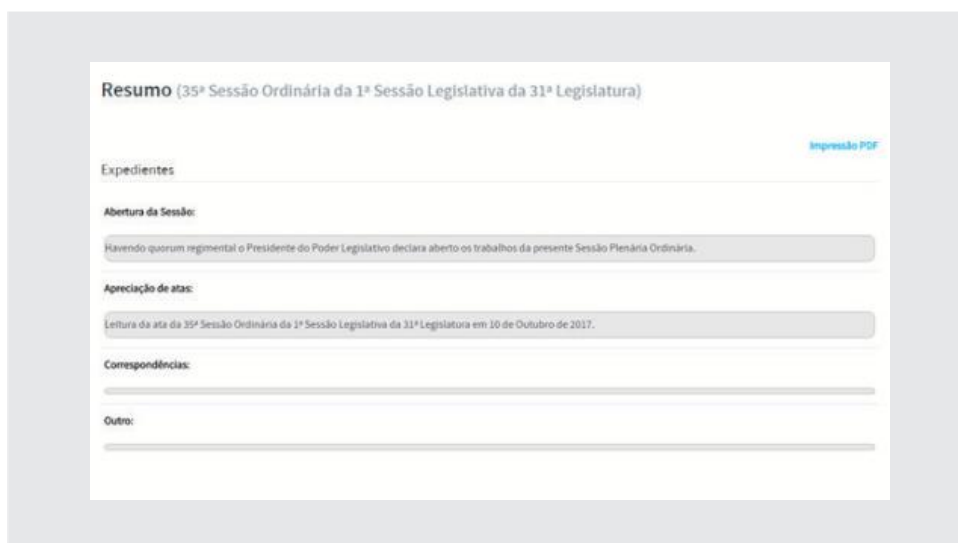 Resumo (35ª Sessão Ordinária da 1ª Sessão Legislativa da 31ª Legislatura)
Impressão PDF
Expedientes
Abertura da Sessão:
Havendo quorum regimental o Presidente do Poder Legislativo declara aberto os trabalhos da presente Sessão Plenária Ordinária.
Apreciação de atas:
Leitura da ata da 35ª Sessão Ordinária da 1ª Sessão Legislativa da 31ª Legislatura em 10 de Outubro de 2017.
Correspondências:
Outro: